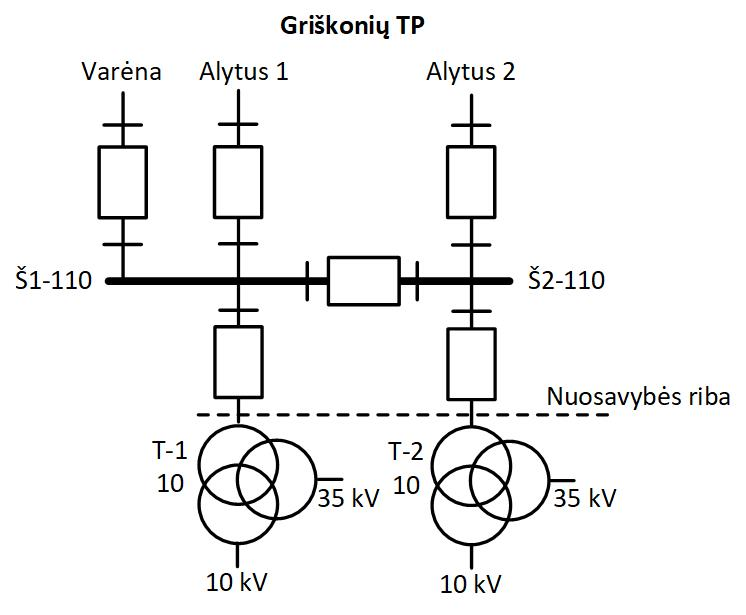 Griškonių TP
Varėna
Alytus 1
Alytus 2
Š1-110
Š2-110
Nuosavybės riba
T-1
10
35 kV
10 kV
T-2
10
35 kV
10 kV